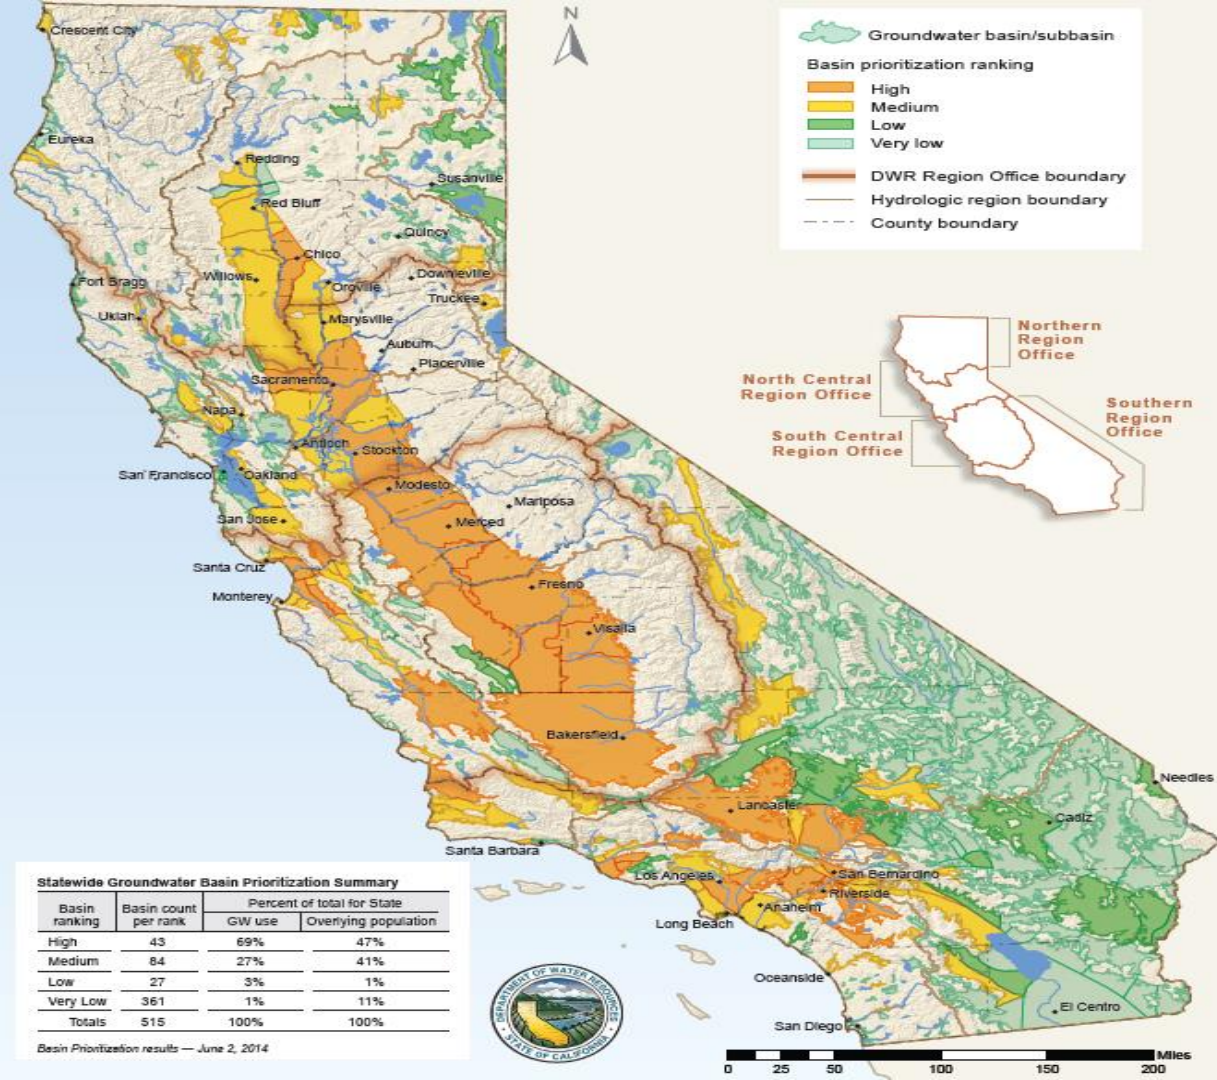 N
Crescent City
Eureka
Redding
Red Bluff
Susanville
Quincy
Chico
Willows
Oroville
Downieville
Truckee
Fort Bragg
Ukiah
Marysville
Auburn
Placerville
Sacramento
Napa
Antioch
Stockton
San Francisco
Oakland
Modesto
Mariposa
San Jose
Merced
Santa Cruz
Monterey
Fresno
Visalia
Bakersfield
Needles
Lancaster
Cadiz
Santa Barbara
Los Angeles
San Bernardino
Riverside
Anaheim
Long Beach
Oceanside
El Centro
San Diego
Groundwater basin/subbasin
Basin prioritization ranking
High
Medium
Low
Very low
DWR Region Office boundary
Hydrologic region boundary
County boundary
Northern
Region
Office
North Central
Region Office
South Central
Region Office
Southern
Region
Office
Statewide Groundwater Basin Prioritization Summary
Basin ranking Basin count per rank Percent of total for State
GW use Overlying population
High 43 69% 47%
Medium 84 27% 41%
Low 27 3% 1%
Very Low 361 1% 11%
Totals 515 100% 100%
Basin Prioritization results — June 2, 2014
DEPARTMENT OF WATER RESOURCES
STATE OF CALIFORNIA
Miles
0 25 50 100 150 200